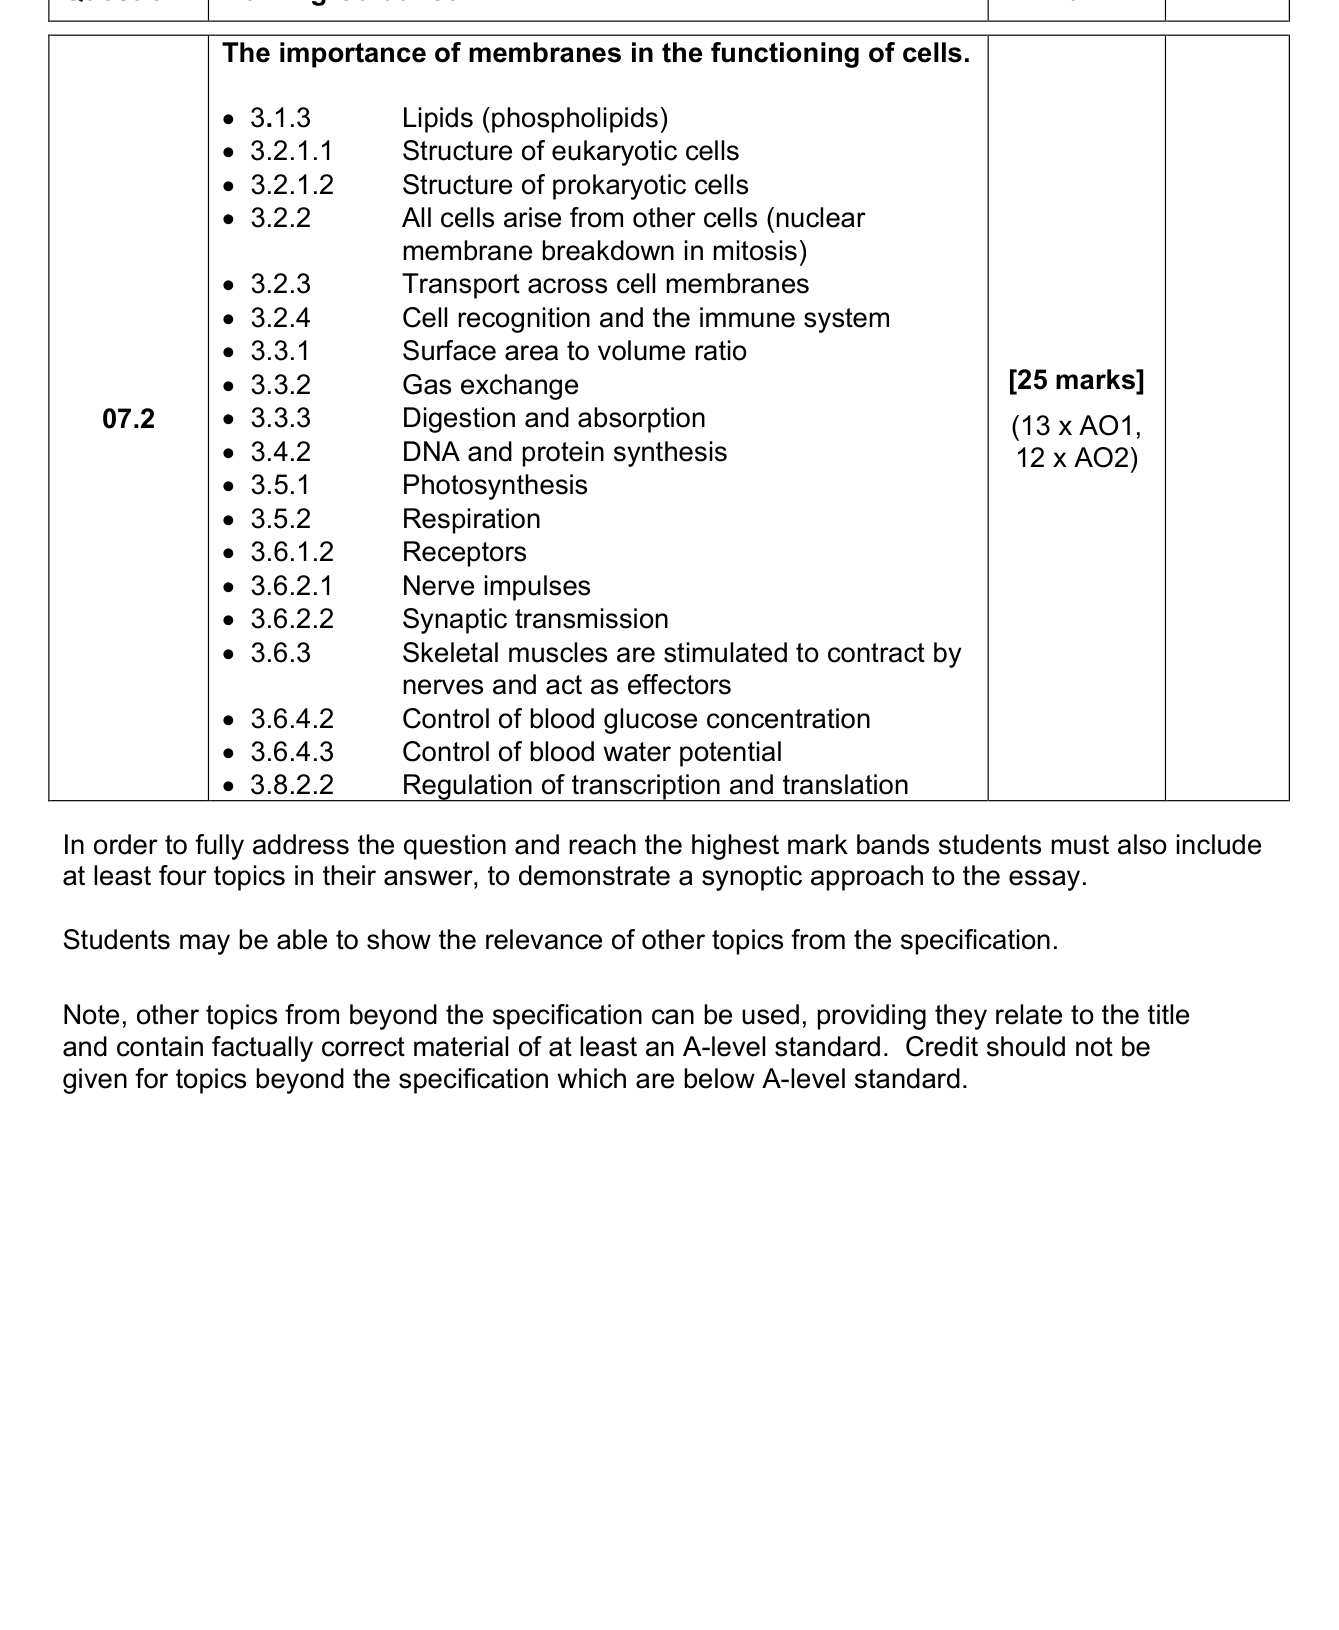 The importance of membranes in the functioning of cells.
• 3.1.3 Lipids (phospholipids)
• 3.2.1.1 Structure of eukaryotic cells
• 3.2.1.2 Structure of prokaryotic cells
• 3.2.2 All cells arise from other cells (nuclear
membrane breakdown in mitosis)
• 3.2.3 Transport across cell membranes
• 3.2.4 Cell recognition and the immune system
• 3.3.1 Surface area to volume ratio
• 3.3.2 Gas exchange
• 3.3.3 Digestion and absorption
• 3.4.2 DNA and protein synthesis
• 3.5.1 Photosynthesis
• 3.5.2 Respiration
• 3.6.1.2 Receptors
• 3.6.2.1 Nerve impulses
• 3.6.2.2 Synaptic transmission
• 3.6.3 Skeletal muscles are stimulated to contract by
nerves and act as effectors
• 3.6.4.2 Control of blood glucose concentration
• 3.6.4.3 Control of blood water potential
• 3.8.2.2 Regulation of transcription and translation
07.2
[25 marks]
(13 x AO1,
12 x AO2)
In order to fully address the question and reach the highest mark bands students must also include
at least four topics in their answer, to demonstrate a synoptic approach to the essay.
Students may be able to show the relevance of other topics from the specification.
Note, other topics from beyond the specification can be used, providing they relate to the title
and contain factually correct material of at least an A-level standard. Credit should not be
given for topics beyond the specification which are below A-level standard.